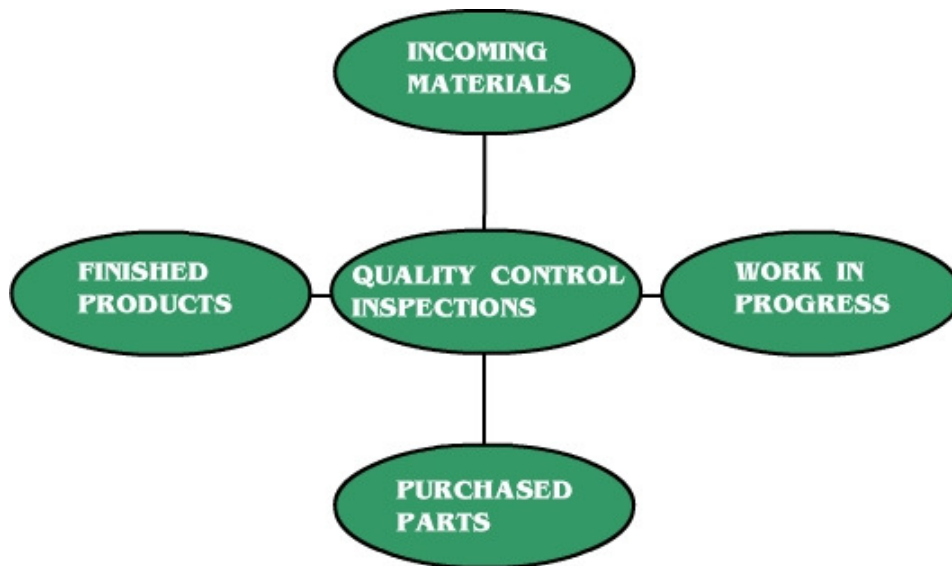 INCOMING
MATERIALS
FINISHED
PRODUCTS
QUALITY CONTROL
INSPECTIONS
WORK IN
PROGRESS
PURCHASED
PARTS